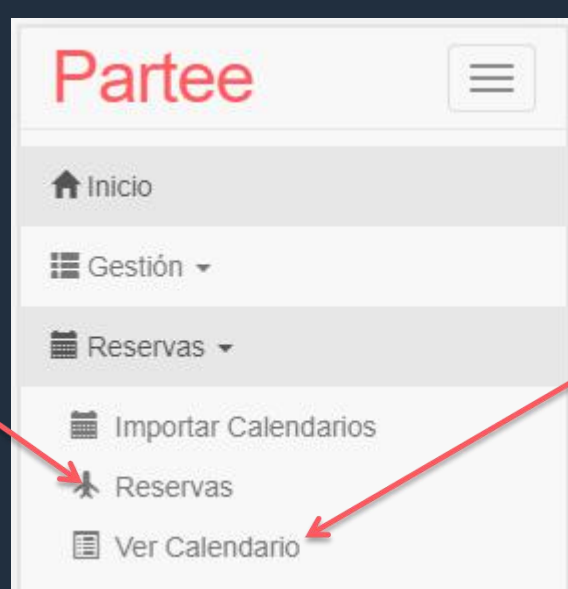 Partee
Inicio
Gestión
Reservas
Importar Calendarios
Reservas
Ver Calendario